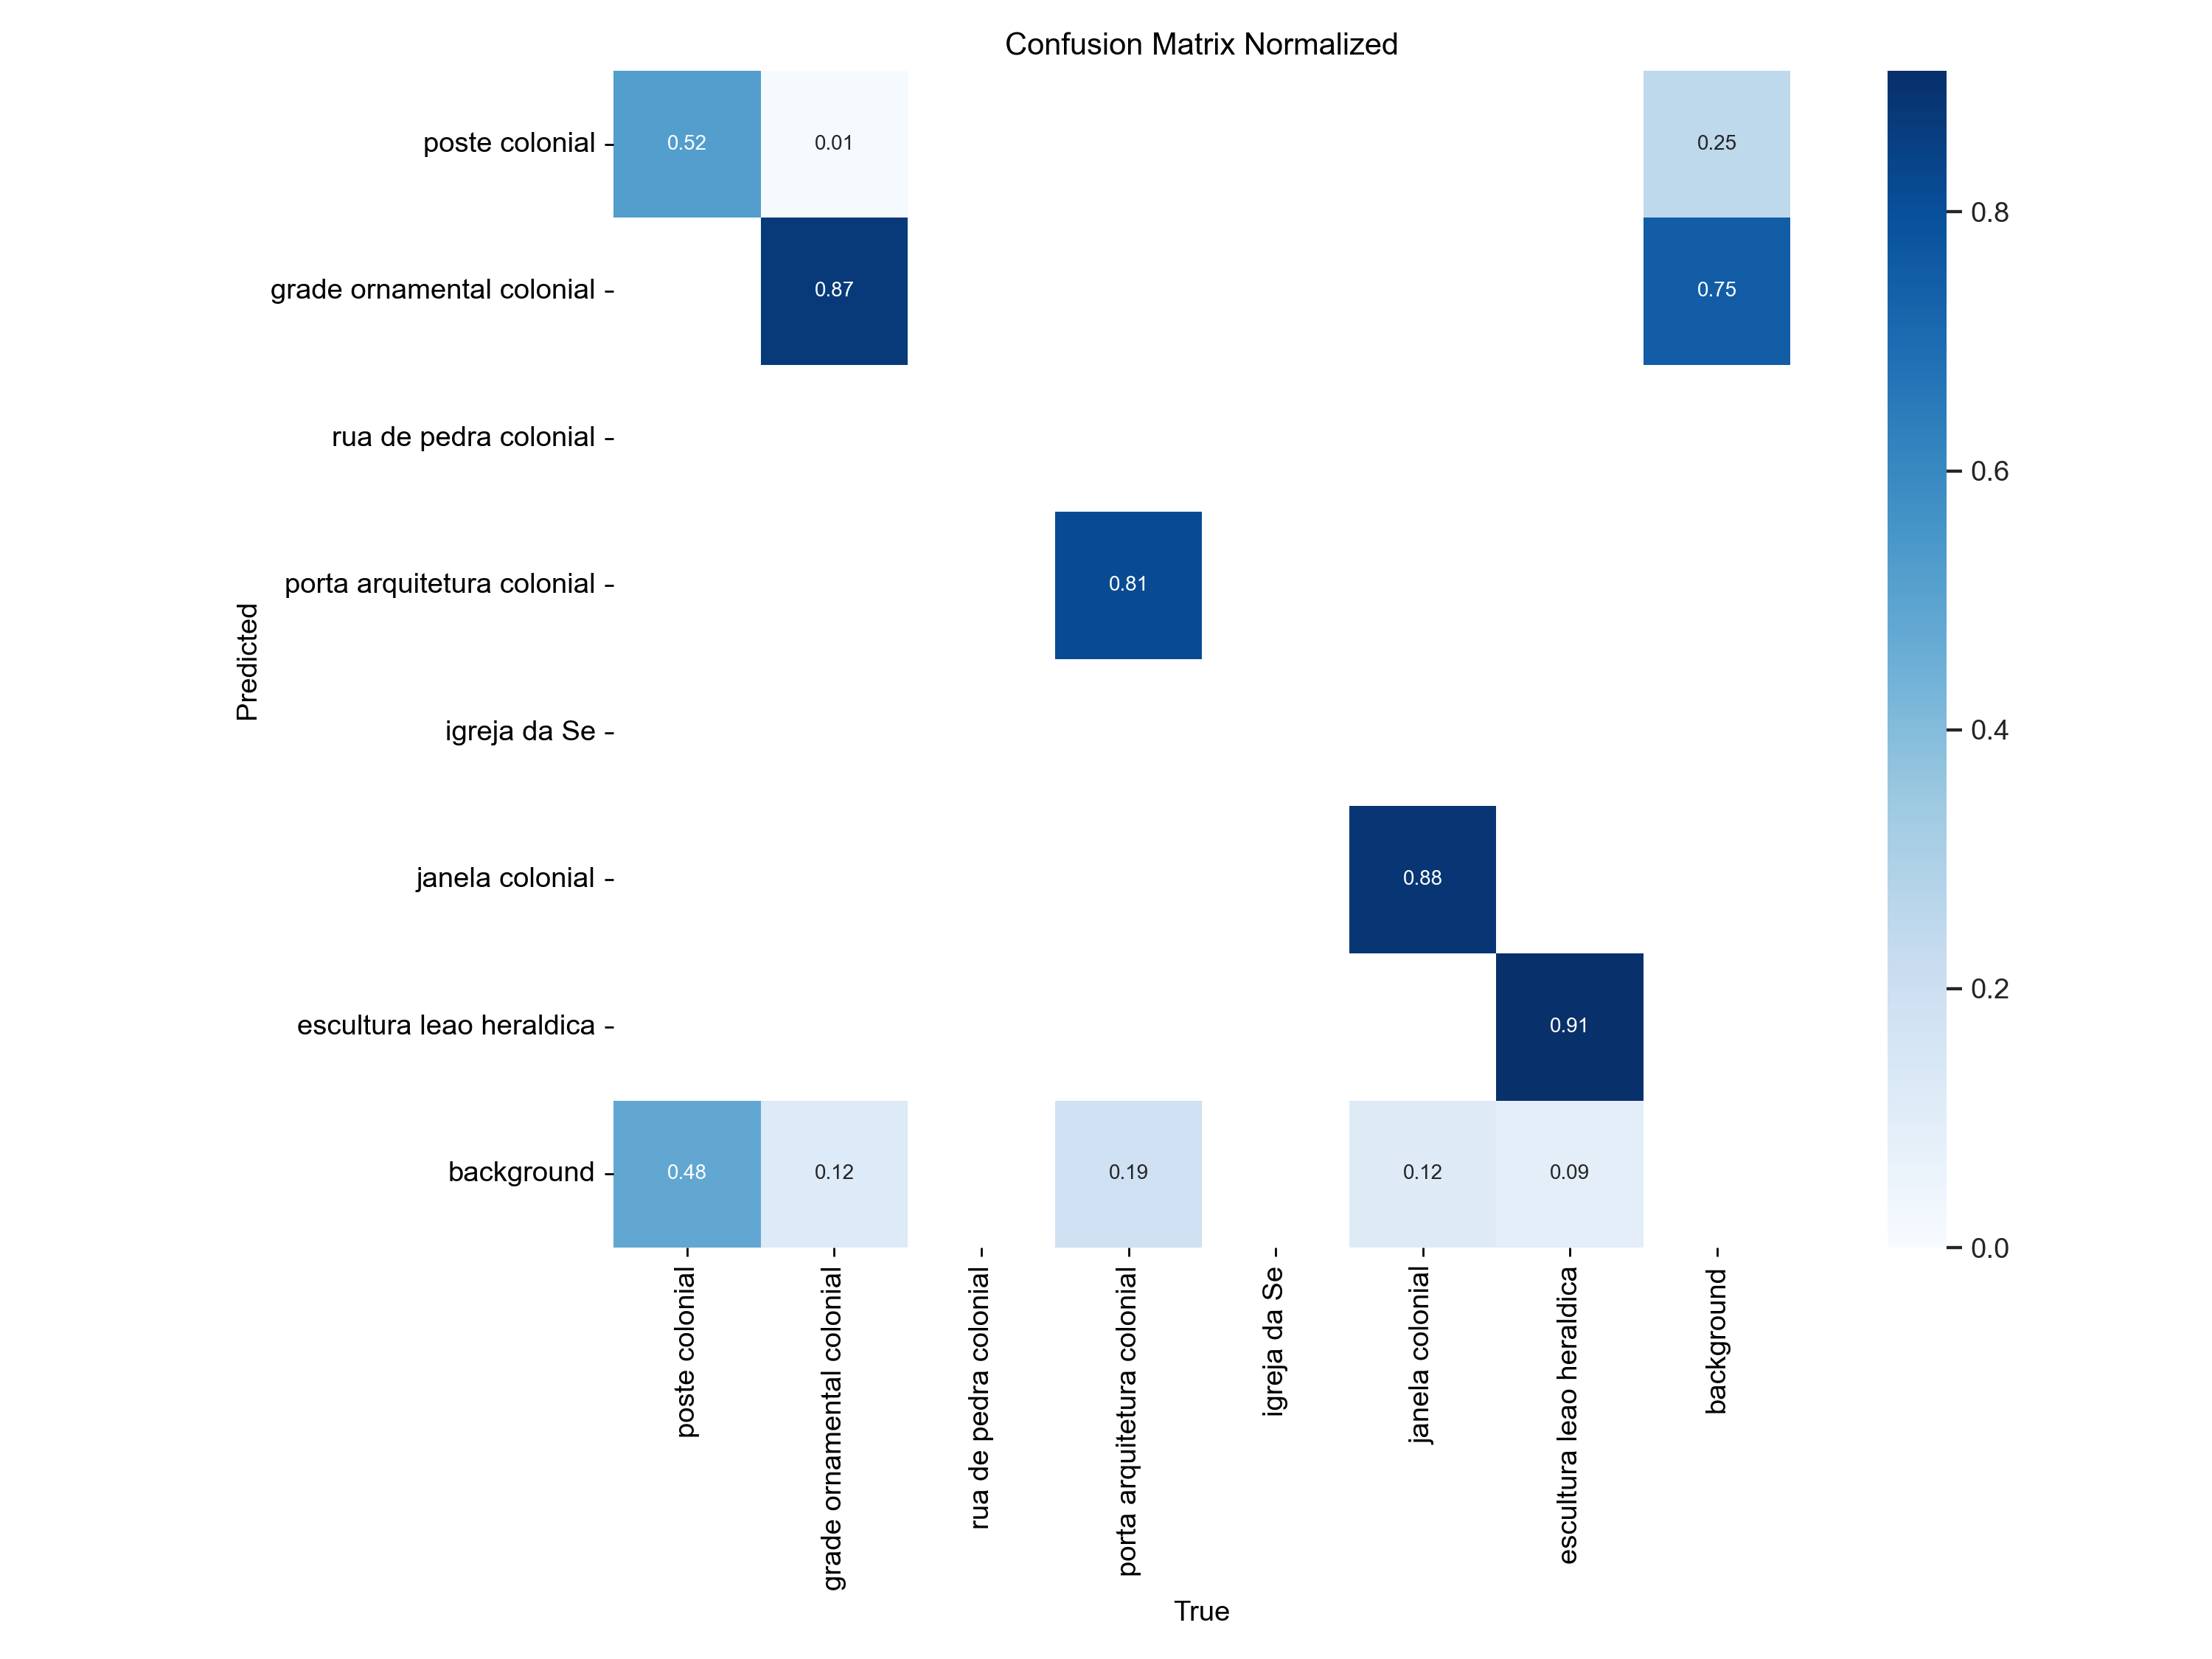 Confusion Matrix Normalized
poste colonial
0.52
0.01
0.25
grade ornamental colonial
0.87
0.75
rua de pedra colonial
porta arquitetura colonial
0.81
igreja da Se
janela colonial
0.88
escultura leao heraldica
0.91
background
0.48
0.12
0.19
0.12
0.09
Predicted
poste colonial
grade ornamental colonial
rua de pedra colonial
porta arquitetura colonial
igreja da Se
janela colonial
escultura leao heraldica
background
True
0.8
0.6
0.4
0.2
0.0